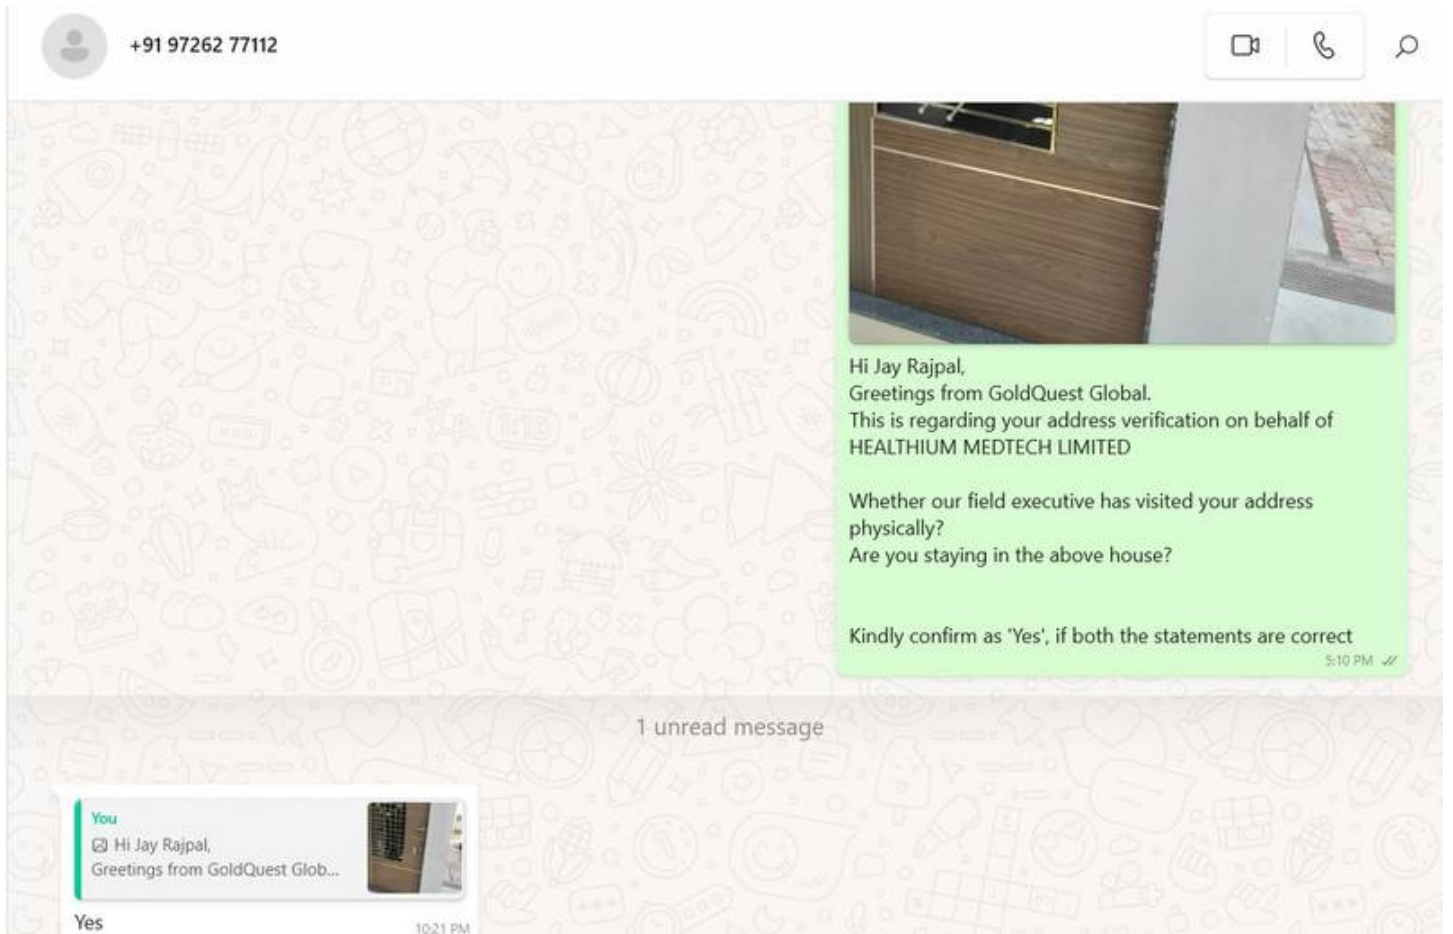 +91 97262 77112
Hi Jay Rajpal,
Greetings from GoldQuest Global.
This is regarding your address verification on behalf of
HEALTHIUM MEDTECH LIMITED
Whether our field executive has visited your address
physically?
Are you staying in the above house?
Kindly confirm as 'Yes', if both the statements are correct
5:10 PM
1 unread message
You
Hi Jay Rajpal,
Greetings from GoldQuest Glob...
Yes
10:21 PM